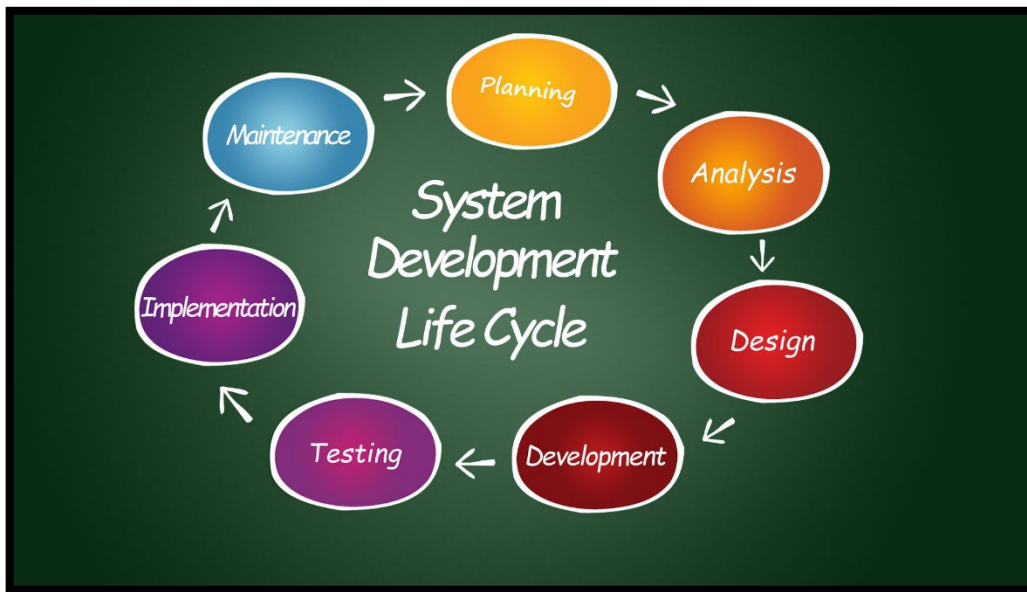 System
Development
Life Cycle
Planning
Analysis
Design
Development
Testing
Implementation
Maintenance